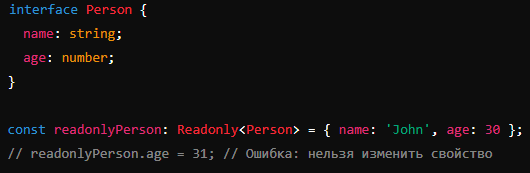 interface Person {
  name: string;
  age: number;
}
const readonlyPerson: Readonly<Person> = { name: 'John', age: 30 };
// readonlyPerson.age = 31; // Ошибка: нельзя изменить свойство